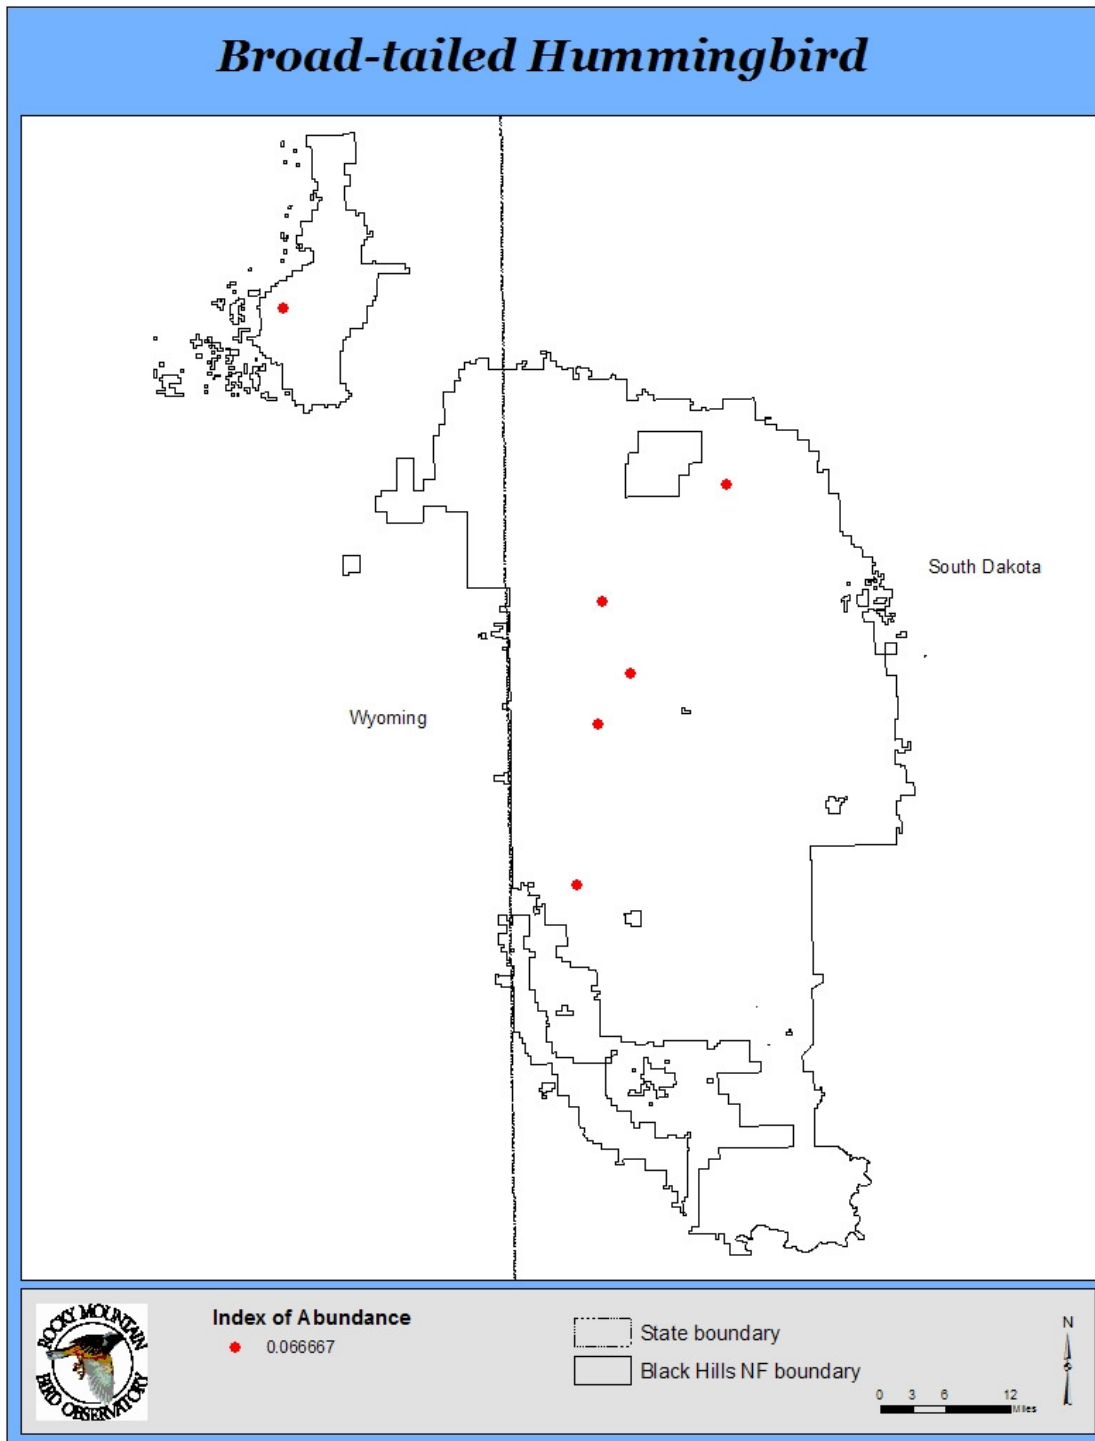 Broad-tailed Hummingbird
South Dakota
Wyoming
ROCKY MOUNTAIN
BIRD OBSERVATORY
Index of Abundance
0.066667
State boundary
Black Hills NF boundary
N
0 3 6 12
Miles